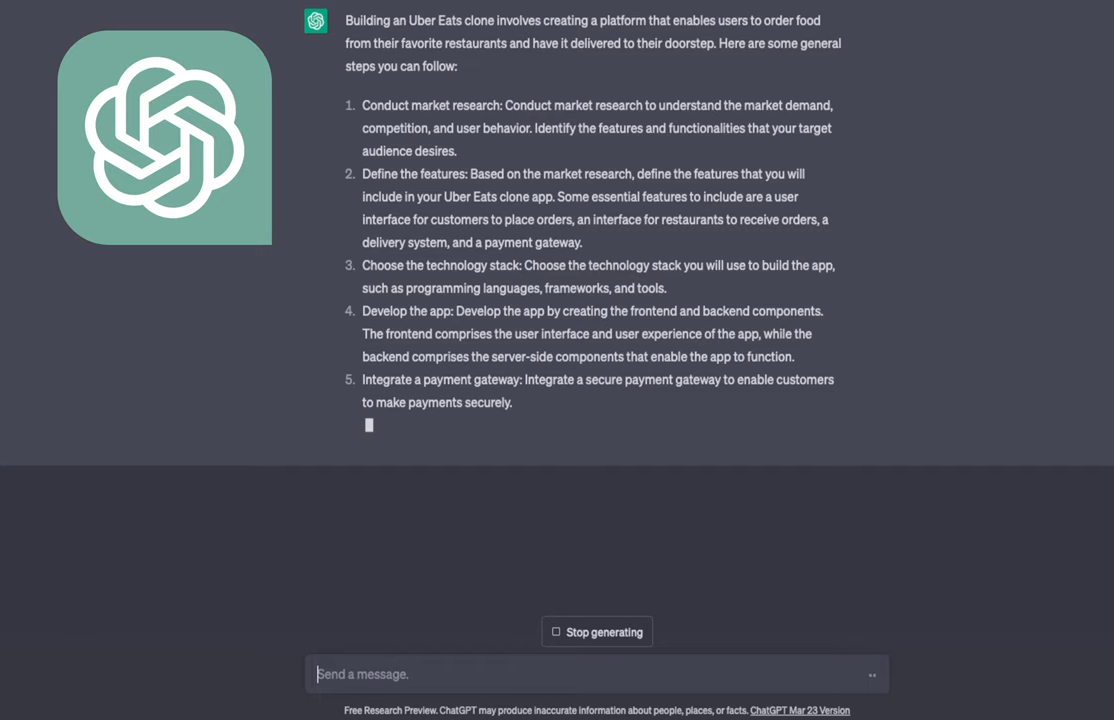 Building an Uber Eats clone involves creating a platform that enables users to order food
from their favorite restaurants and have it delivered to their doorstep. Here are some general
steps you can follow:
1. Conduct market research: Conduct market research to understand the market demand,
competition, and user behavior. Identify the features and functionalities that your target
audience desires.
2. Define the features: Based on the market research, define the features that you will
include in your Uber Eats clone app. Some essential features to include are a user
interface for customers to place orders, an interface for restaurants to receive orders, a
delivery system, and a payment gateway.
3. Choose the technology stack: Choose the technology stack you will use to build the app,
such as programming languages, frameworks, and tools.
4. Develop the app: Develop the app by creating the frontend and backend components.
The frontend comprises the user interface and user experience of the app, while the
backend comprises the server-side components that enable the app to function.
5. Integrate a payment gateway: Integrate a secure payment gateway to enable customers
to make payments securely.
Stop generating
Send a message.
Free Research Preview. ChatGPT may produce inaccurate information about people, places, or facts. ChatGPT Mar 23 Version